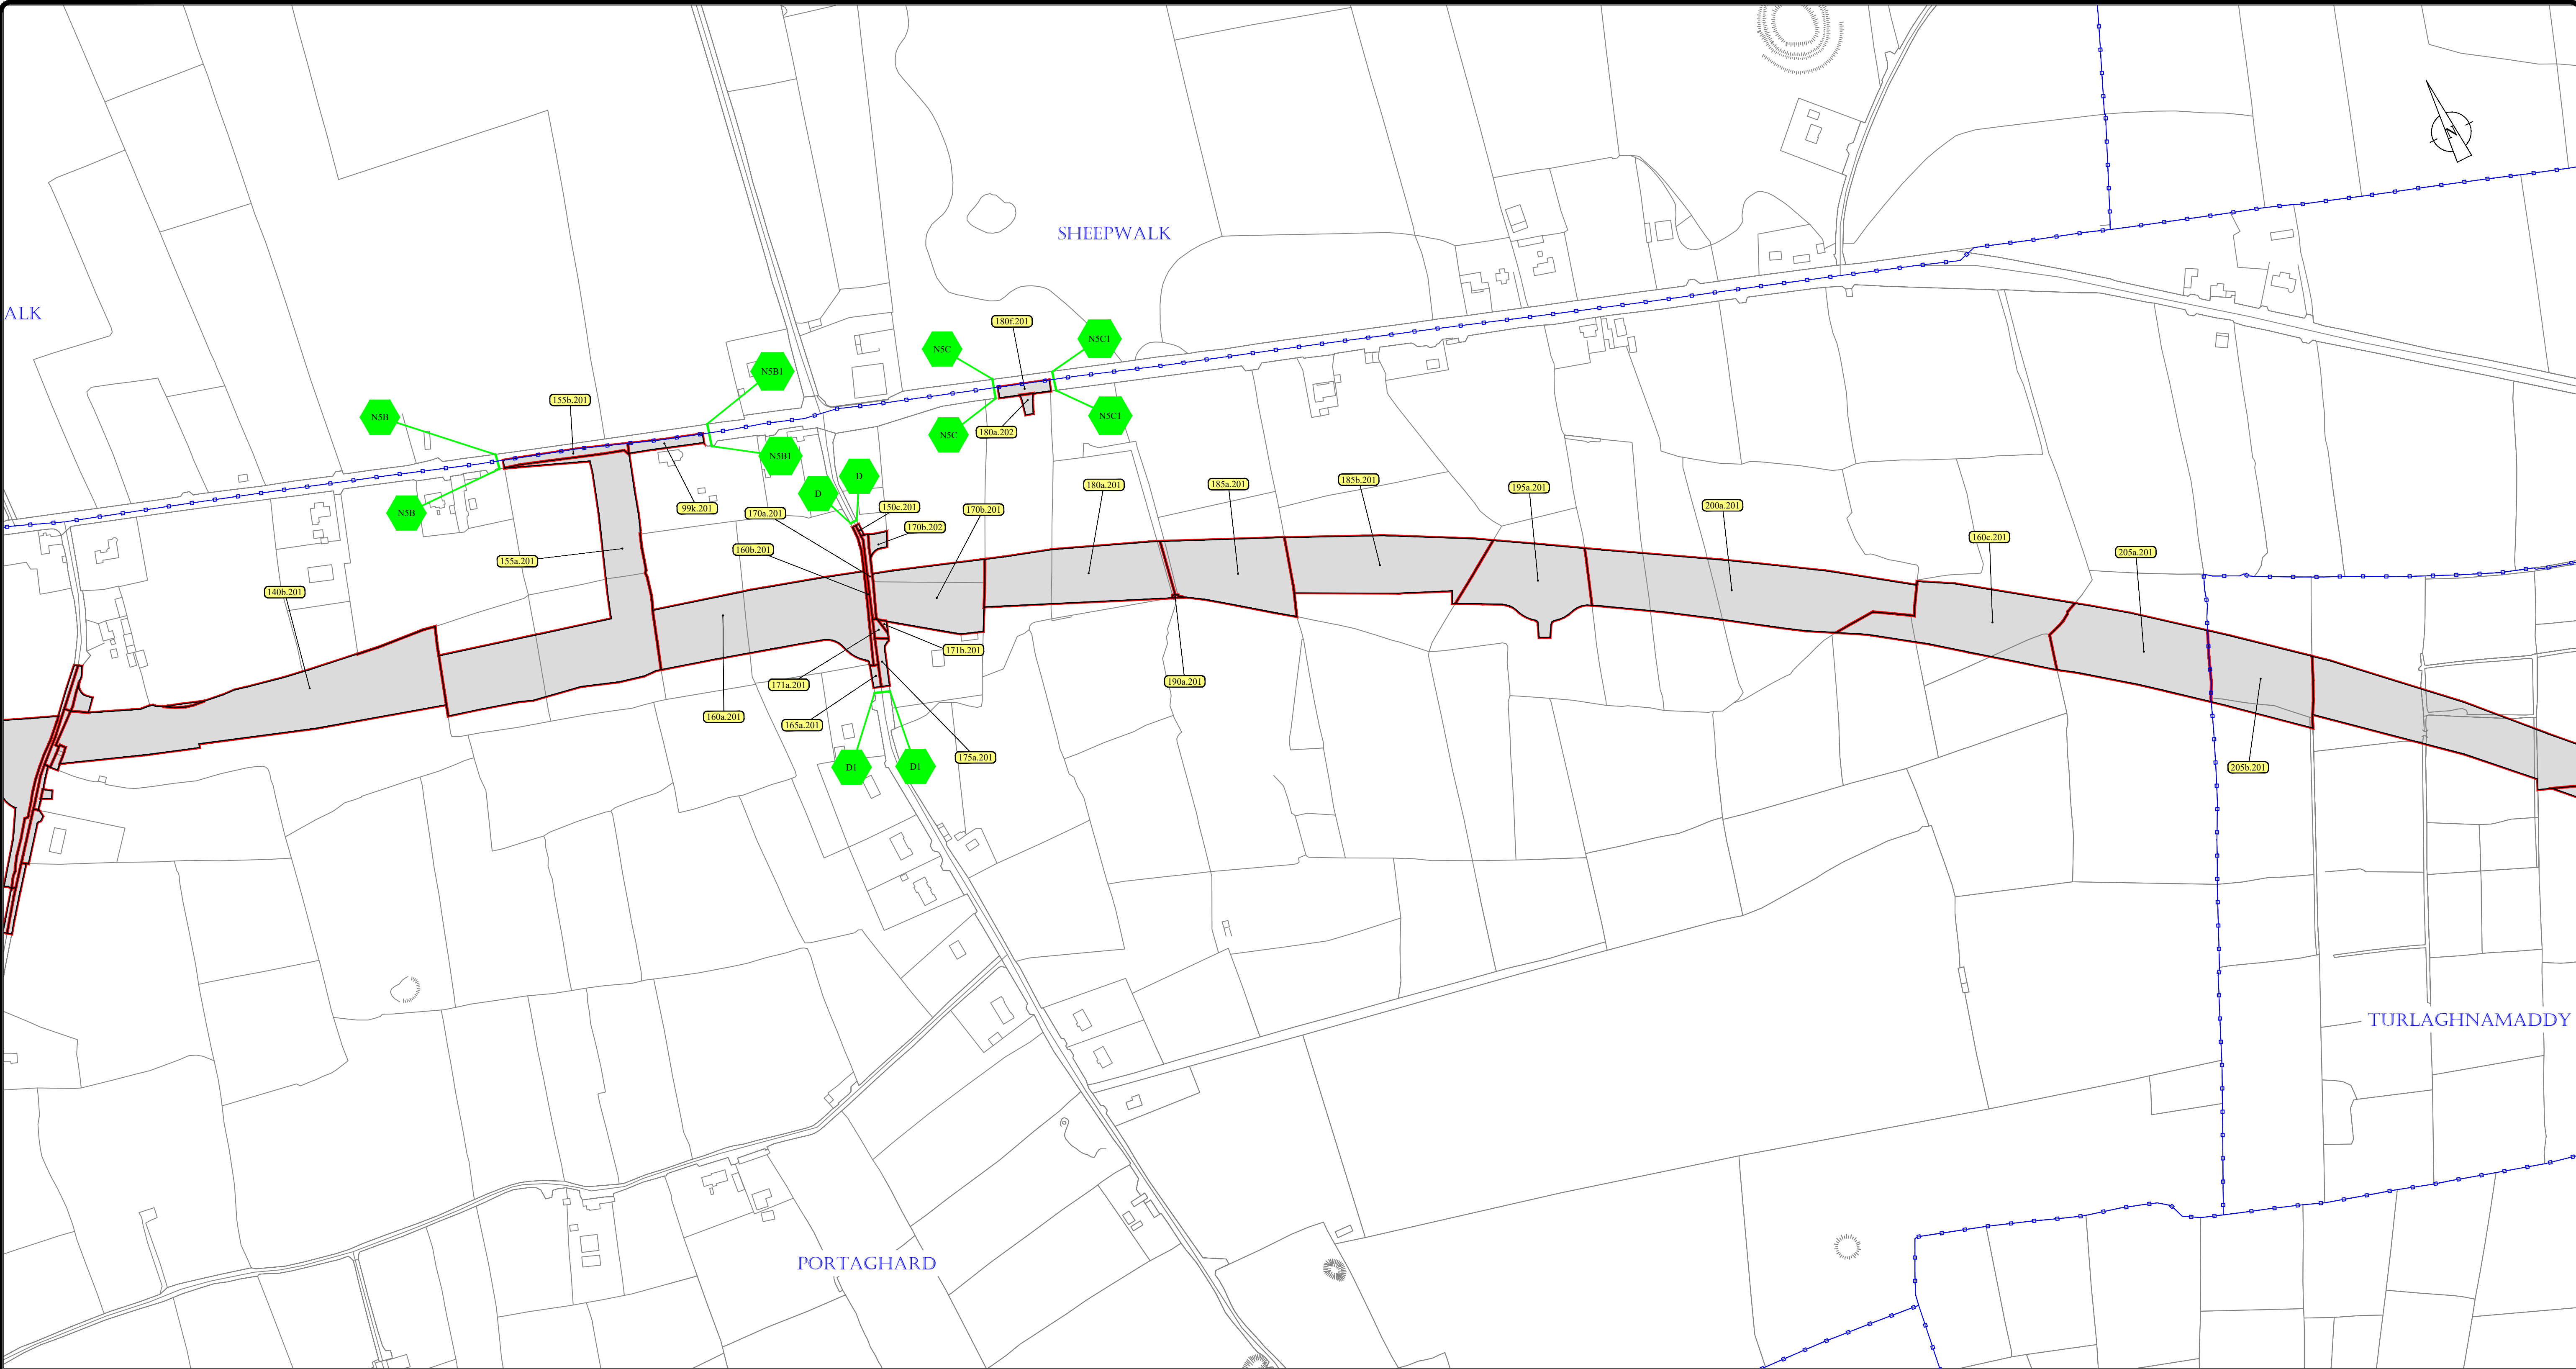 N
SHEEPWALK
ALK
180f.201
N5C
N5C1
N5B1
155b.201
N5B
N5C1
180a.202
N5C
N5B1
D
D
180a.201
185a.201
185b.201
195a.201
200a.201
99k.201
170a.201
150c.201
170b.201
N5B
170b.202
160c.201
160b.201
205a.201
155a.201
140b.201
171b.201
190a.201
171a.201
160a.201
165a.201
175a.201
D1
D1
205b.201
TURLAGHNAMADDY
PORTAGHARD